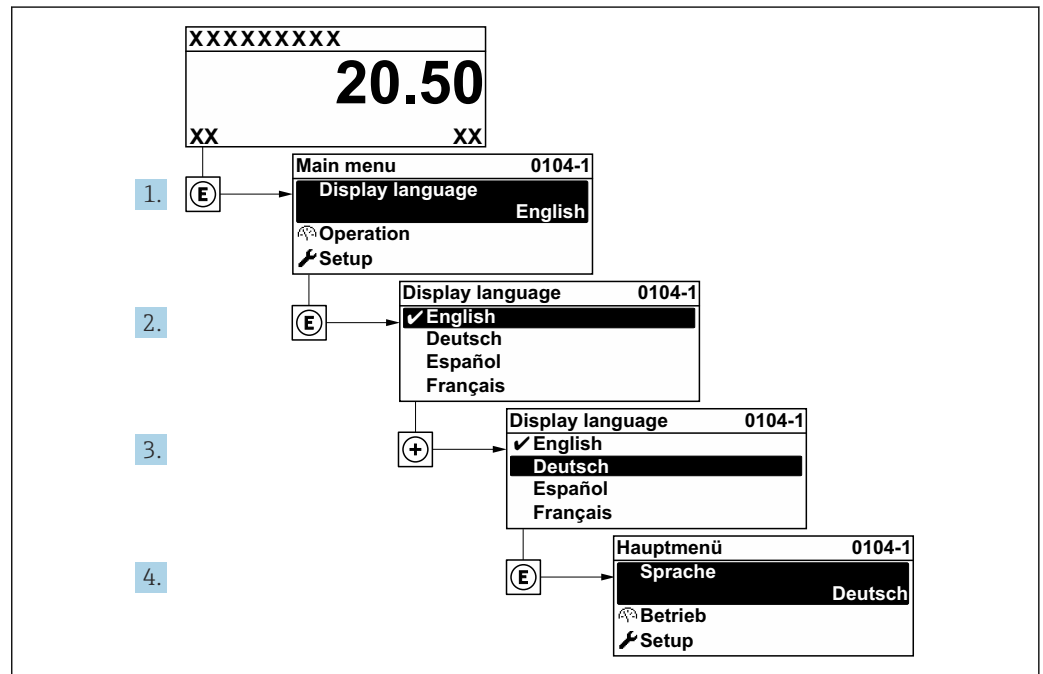 XXXXXXXXX
20.50
XX XX
1. E
Main menu 0104-1
Display language
English
Operation
Setup
2. E
Display language 0104-1
✔English
Deutsch
Español
Français
3. +
Display language 0104-1
✔English
Deutsch
Español
Français
4. E
Hauptmenü 0104-1
Sprache
Deutsch
Betrieb
Setup